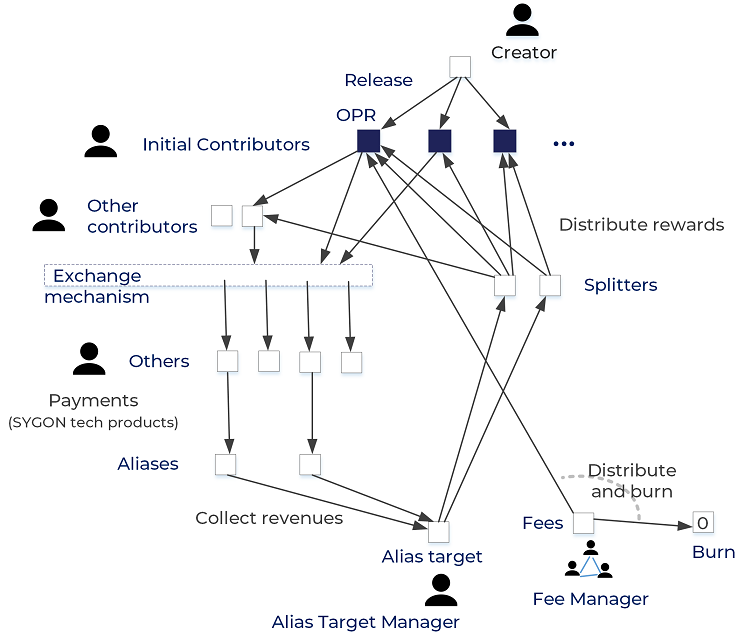 Creator
Release
OPR
Initial Contributors
...
Other
contributors
Distribute rewards
Exchange
mechanism
Splitters
Others
Payments
(SYGON tech products)
Aliases
Distribute
and burn
Collect revenues
Fees
0
Alias target
Burn
Fee Manager
Alias Target Manager